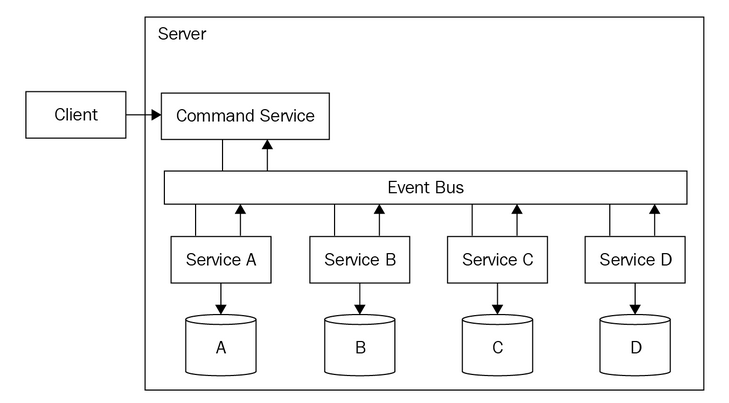 Server
Client
Command Service
Event Bus
Service A
Service B
Service C
Service D
A
B
C
D